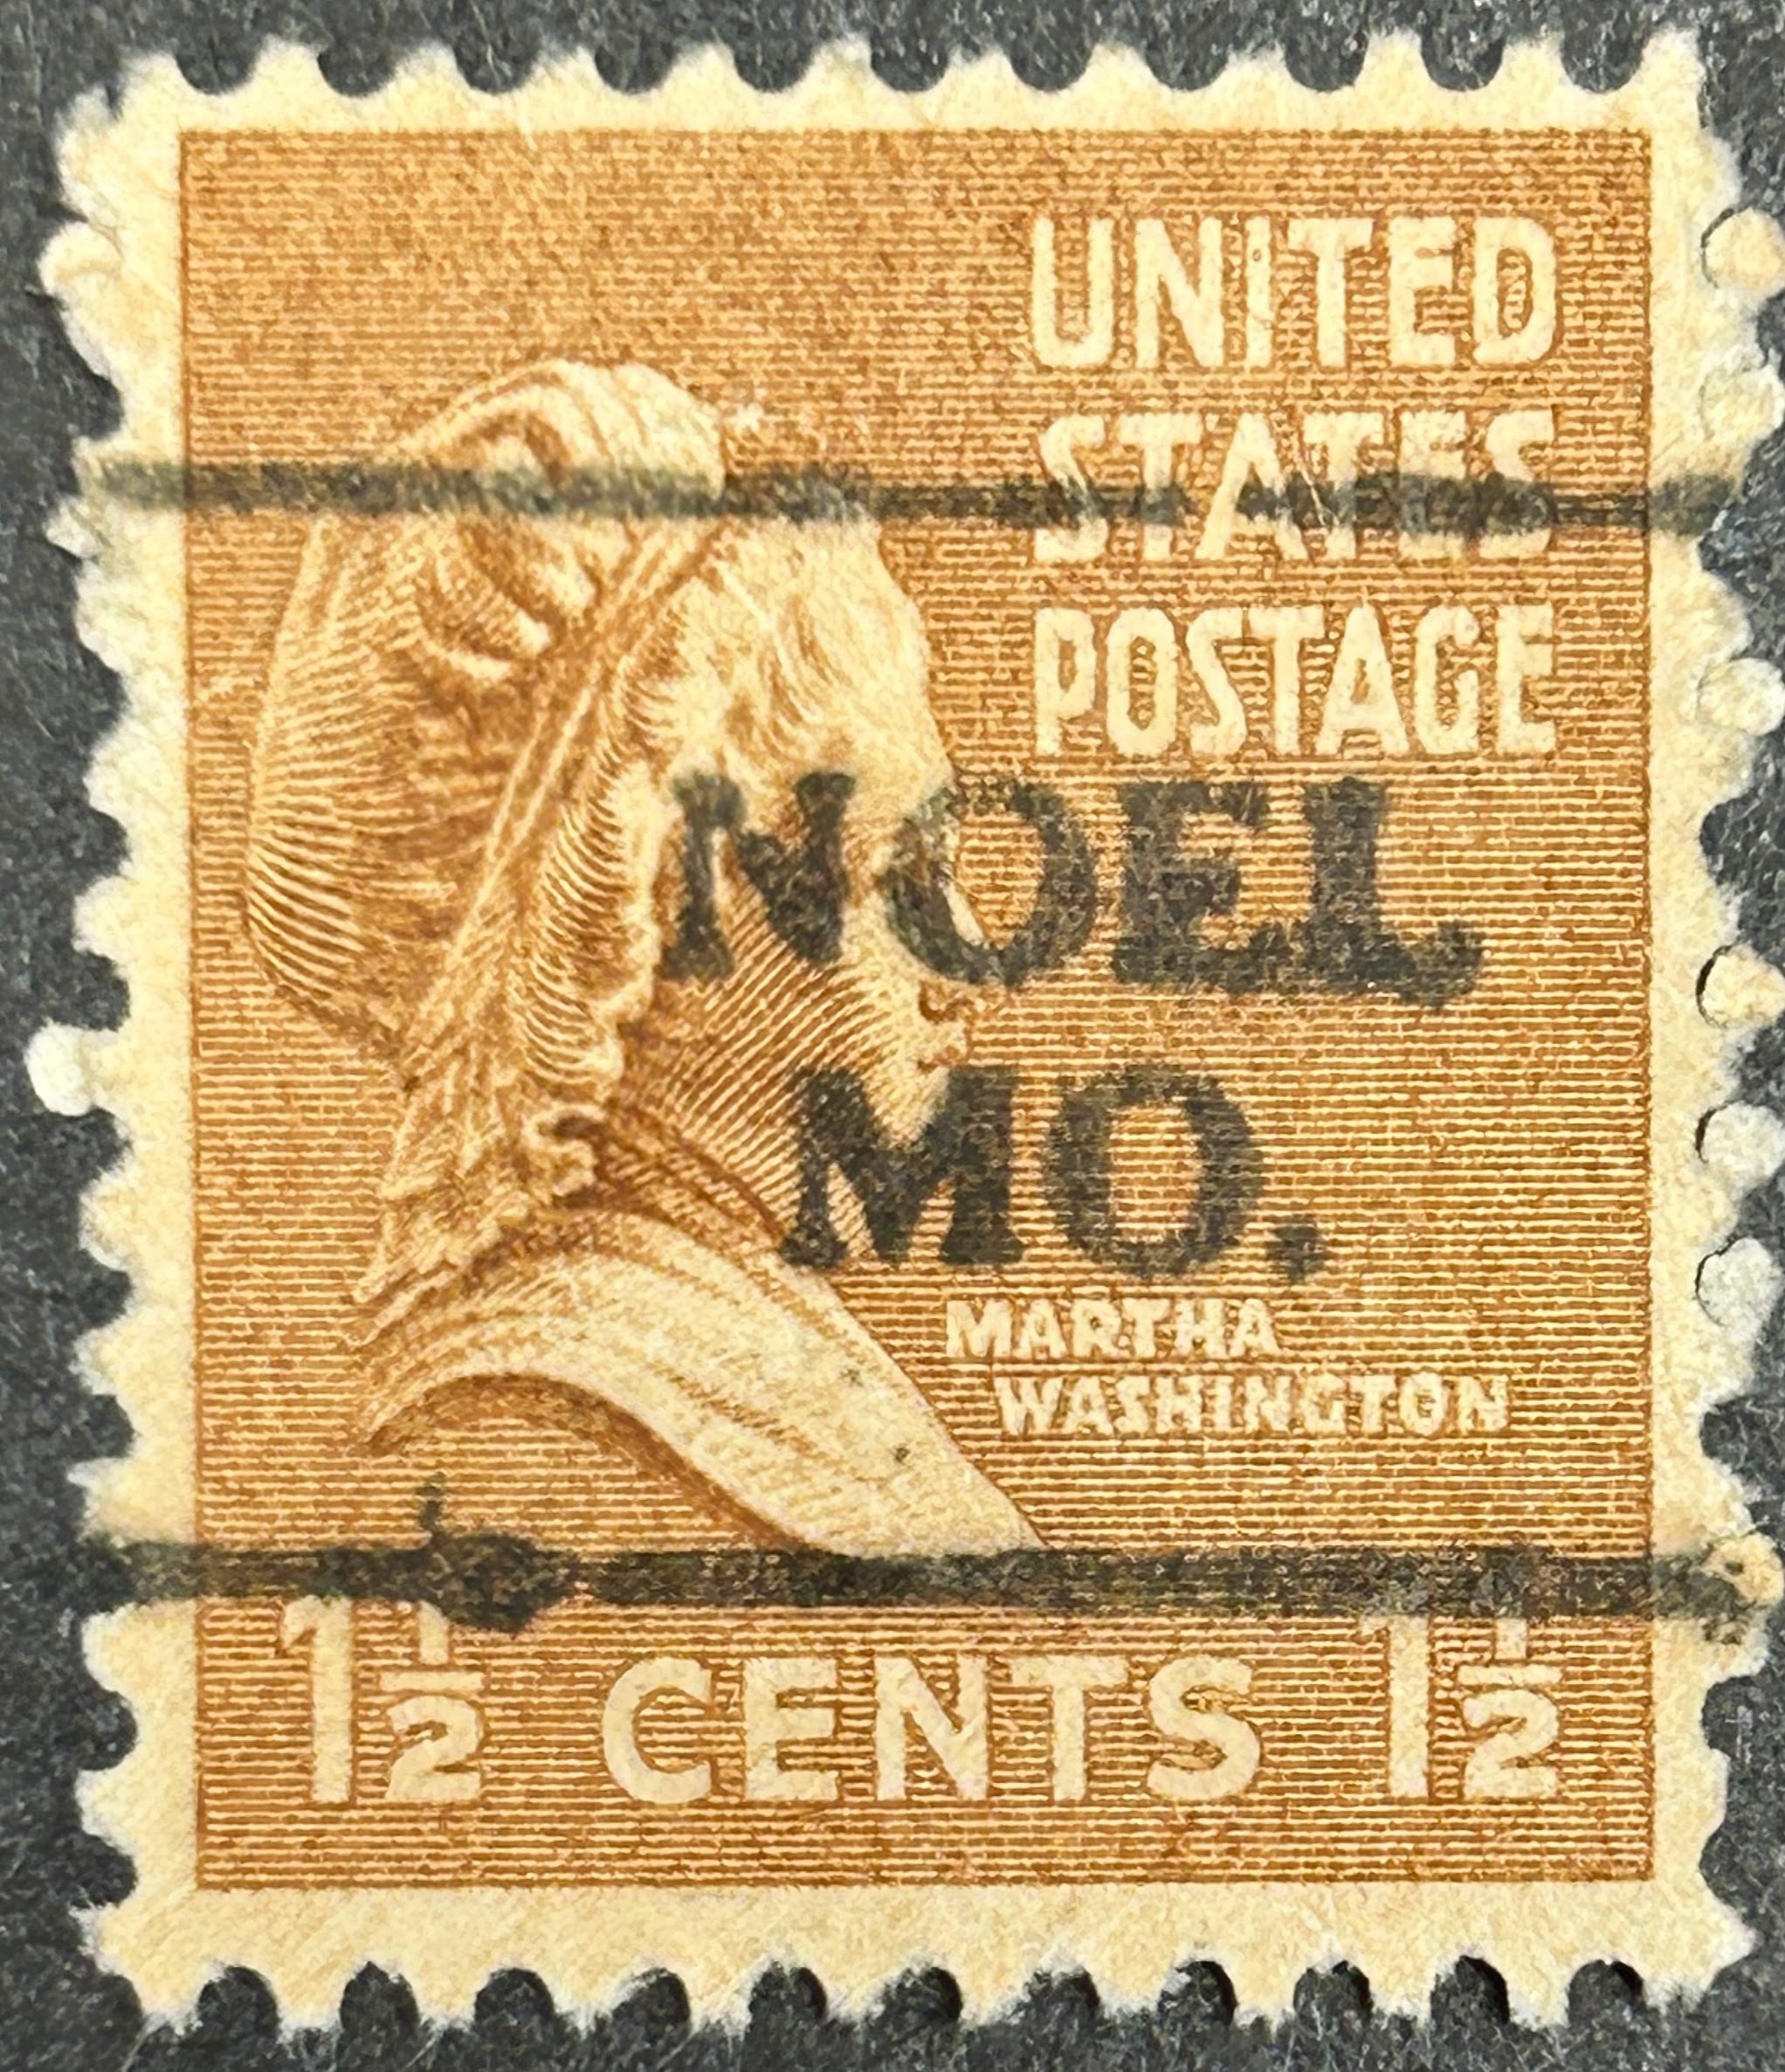 UNITED
STATES
POSTAGE
NOEL
MO.
MARTHA
WASHINGTON
1½ CENTS 1½